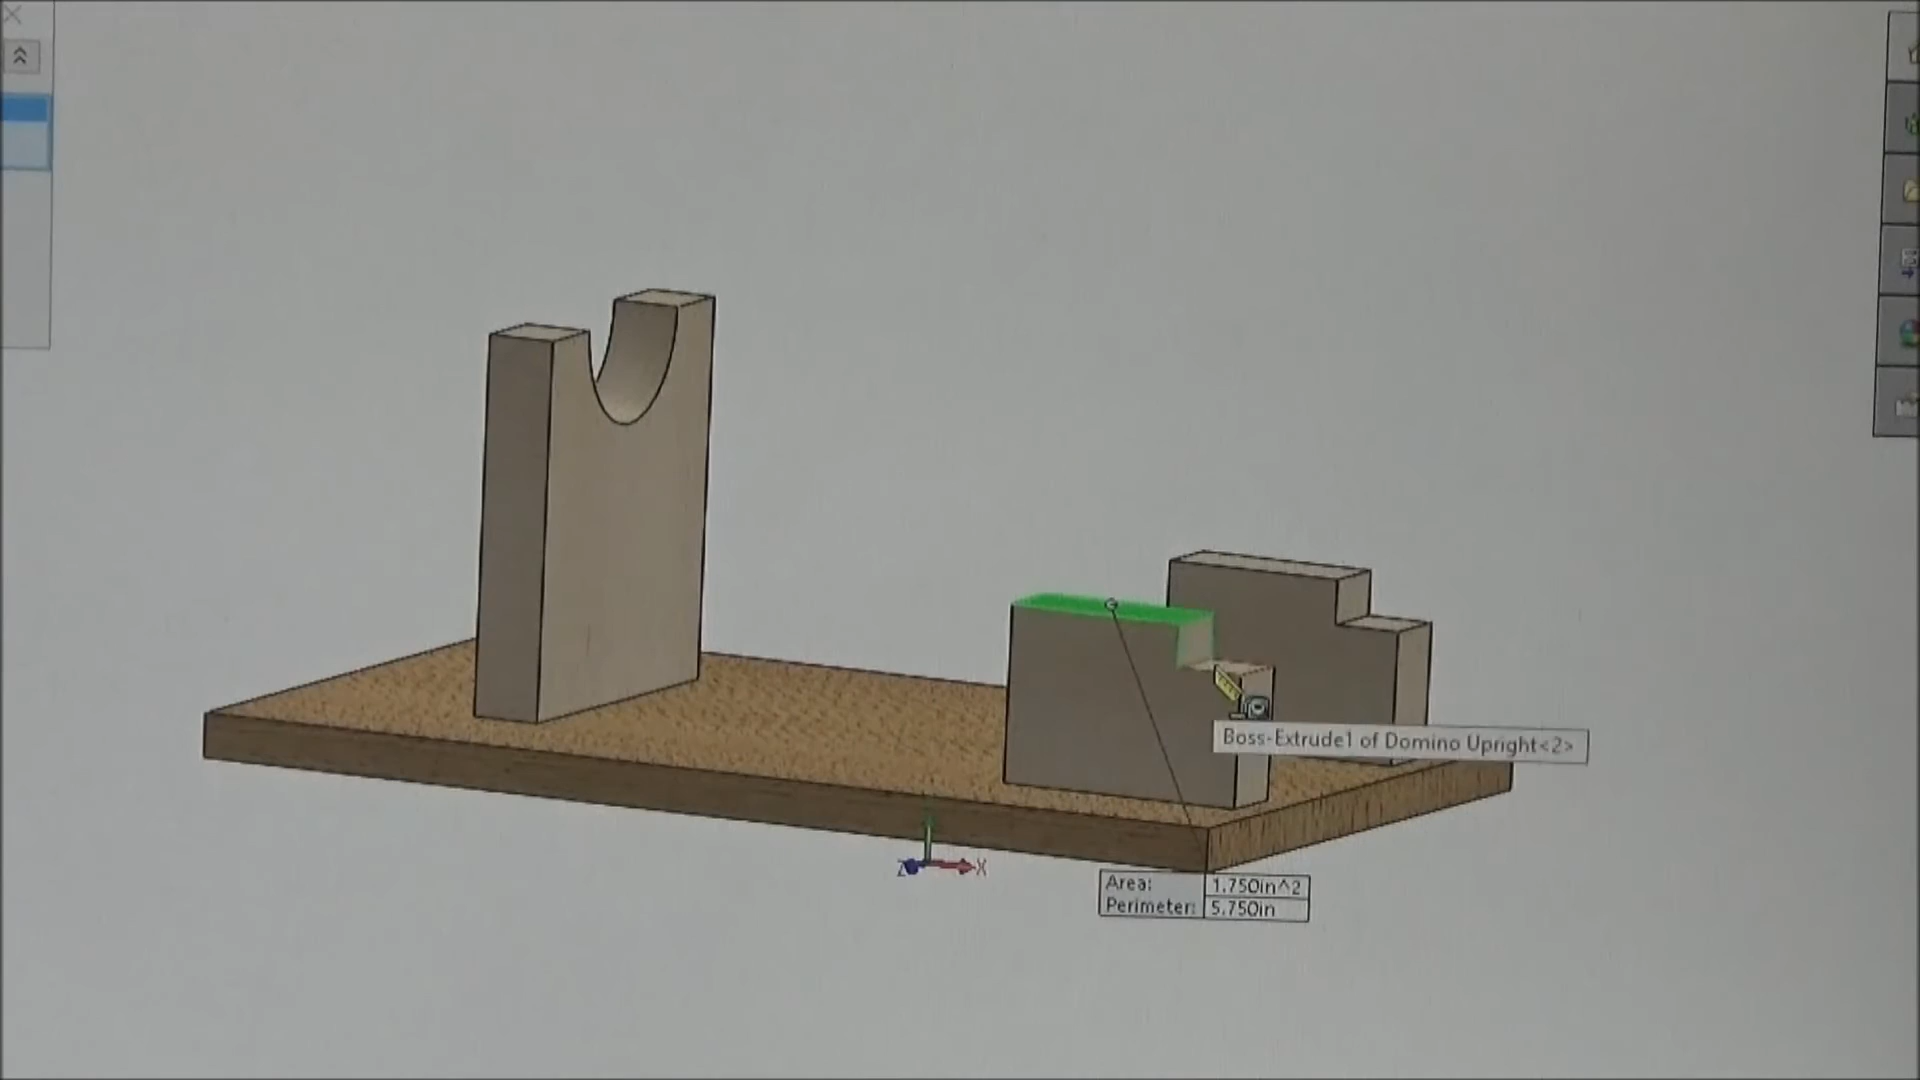 Boss-Extrude1 of Domino Upright<2>
Z X
Area: 1.750in^2
Perimeter: 5.750in